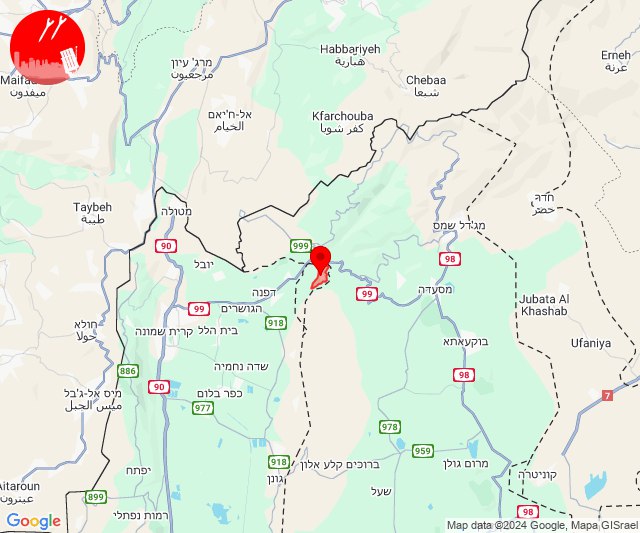 Habbariyeh
هبارية
Erneh
عرنة
מרג' עיון
مرجعيون
ميفدون
Chebaa
شبعا
אל-ח'יאם
الخيام
Kfarchouba
كفر شوبا
Taybeh
طيبة
מטולה
חדר
حضر
מג'דל שמס
90
999
98
יובל
99
דפנה
הגושרים
99
מסעדה
Jubata Al
Khashab
חולא
حولا
קרית שמונה
בית הלל
918
בוקעאתא
Ufaniya
886
שדה נחמיה
98
90
7
מיס אל-ג'בל
ميس الجبل
כפר בלום
977
978
959
יפתח
918
ברוכים קלע אלון
מרום גולן
קוניטרה
Aitaroun
عيترون
899
גונן
שעל
רמות נפתלי
98
Google
Map data ©2024 Google, Mapa GISrael